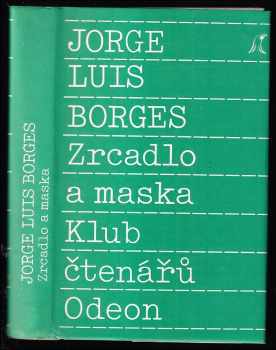 JORGE
LUIS
BORGES
Zrcadlo
a maska
Klub
čtenářů
Odeon
JORGE LUIS BORGES
Zrcadlo a maska